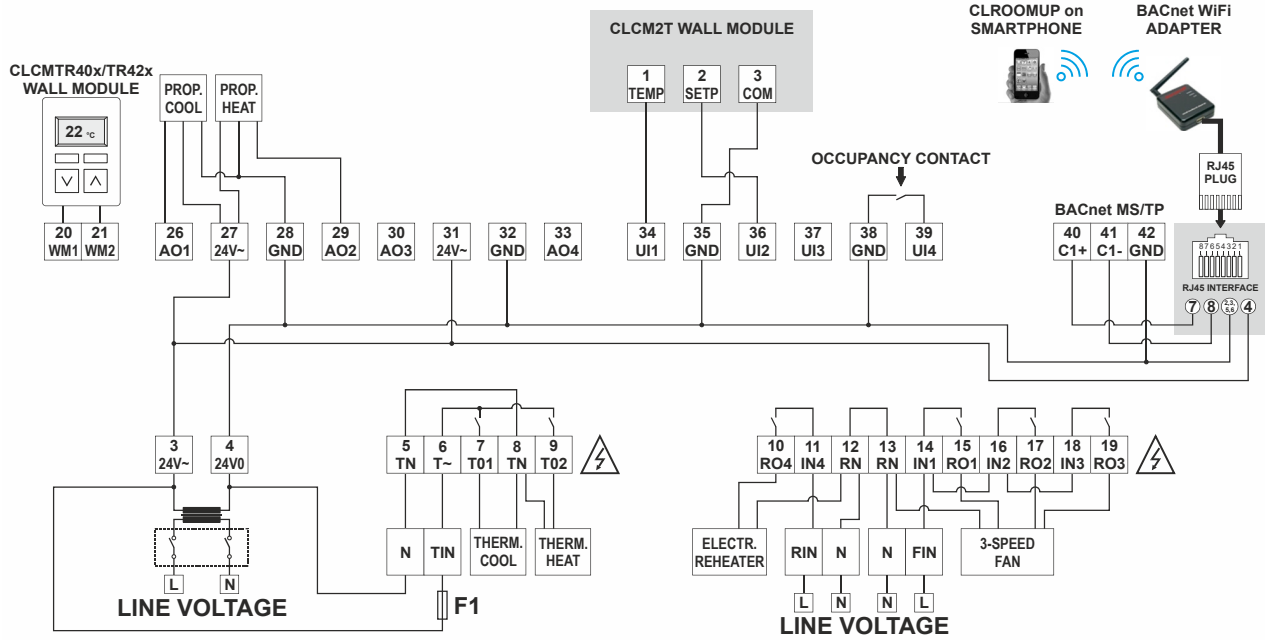 CLROOMUP on
SMARTPHONE
BACnet WiFi
ADAPTER
CLCM2T WALL MODULE
1
TEMP
2
SETP
3
COM
CLCMTR40x/TR42x
WALL MODULE
22 °C
PROP.
COOL
PROP.
HEAT
OCCUPANCY CONTACT
RJ45
PLUG
BACnet MS/TP
20
WM1
21
WM2
26
AO1
27
24V~
28
GND
29
AO2
30
AO3
31
24V~
32
GND
33
AO4
34
UI1
35
GND
36
UI2
37
UI3
38
GND
39
UI4
40
C1+
41
C1-
42
GND
87654321
RJ45 INTERFACE
7
8
2,3,
5,6
4
3
24V~
4
24V0
5
TN
6
T~
7
T01
8
TN
9
T02
10
RO4
11
IN4
12
RN
13
RN
14
IN1
15
RO1
16
IN2
17
RO2
18
IN3
19
RO3
N
TIN
THERM.
COOL
THERM.
HEAT
ELECTR.
REHEATER
RIN
N
N
FIN
3-SPEED
FAN
L
N
LINE VOLTAGE
F1
L
N
N
L
LINE VOLTAGE